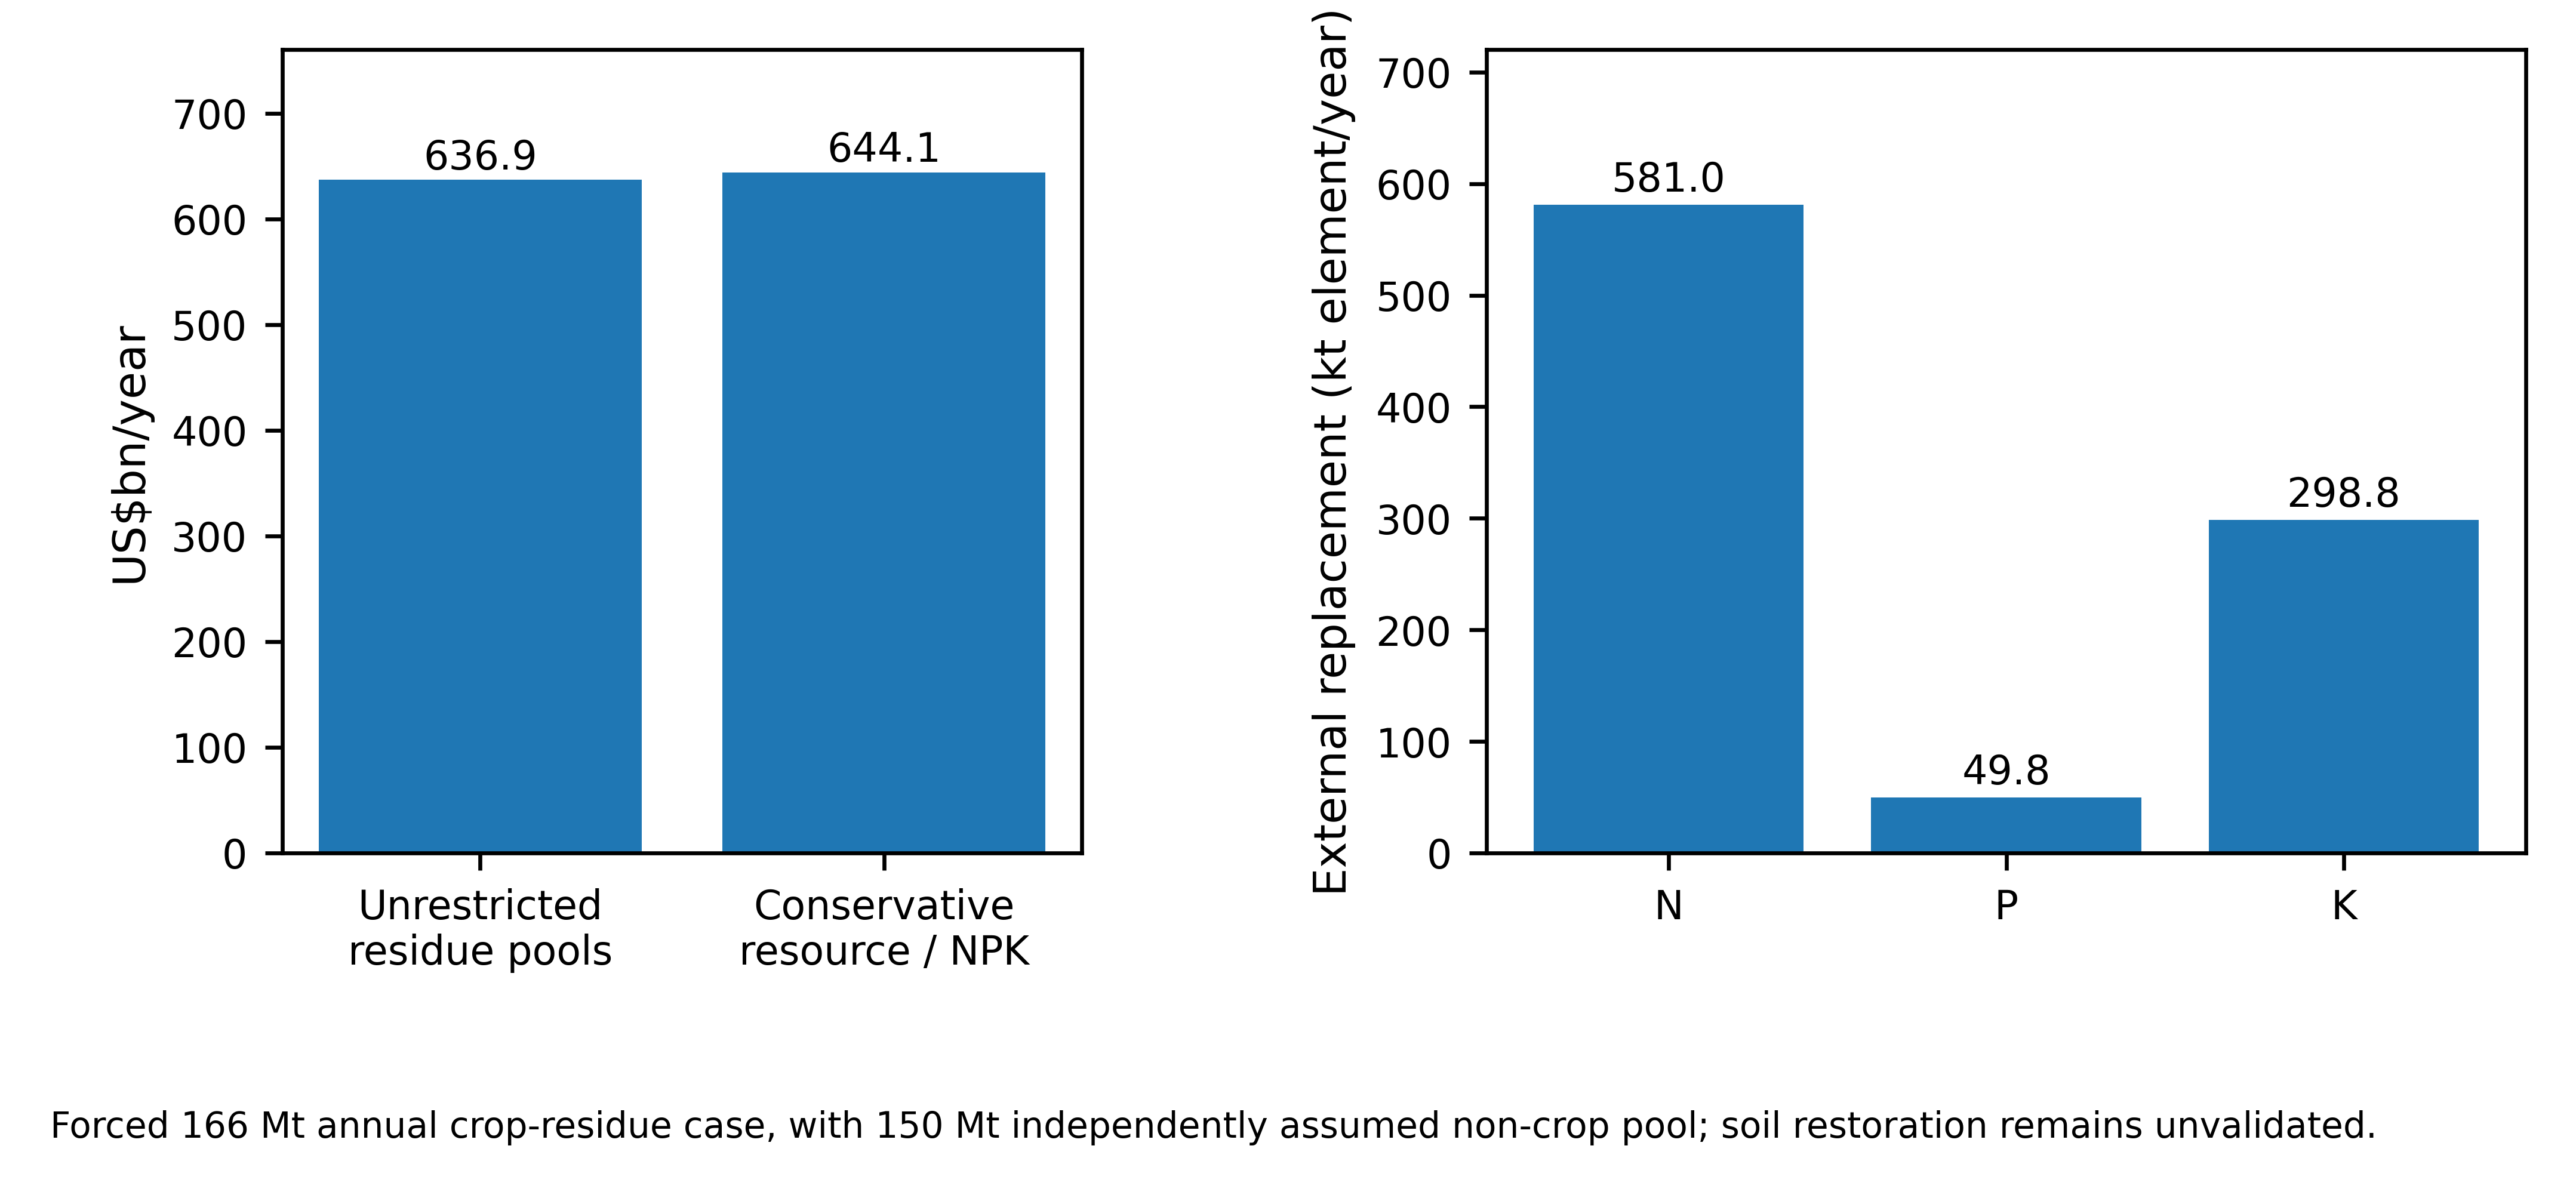 US$bn/year
700
600
500
400
300
200
100
0
636.9
644.1
Unrestricted
residue pools
Conservative
resource / NPK
External replacement (kt element/year)
700
600
500
400
300
200
100
0
581.0
49.8
298.8
N
P
K
Forced 166 Mt annual crop-residue case, with 150 Mt independently assumed non-crop pool; soil restoration remains unvalidated.